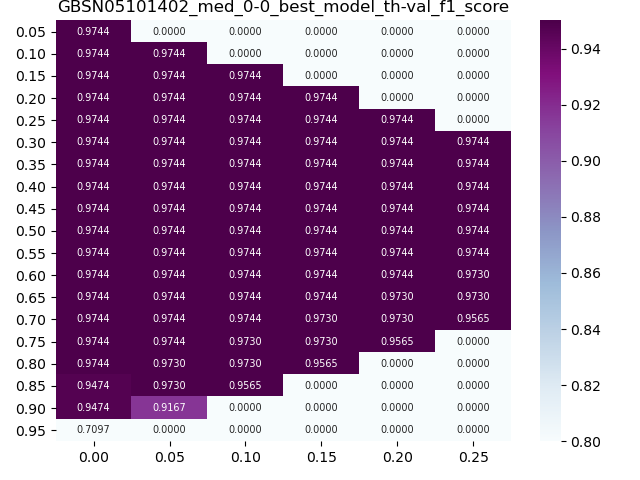 GBSN05101402_med_0-0_best_model_th-val_f1_score
0.05 0.9744 0.0000 0.0000 0.0000 0.0000 0.0000
0.10 0.9744 0.9744 0.0000 0.0000 0.0000 0.0000
0.15 0.9744 0.9744 0.9744 0.0000 0.0000 0.0000
0.20 0.9744 0.9744 0.9744 0.9744 0.0000 0.0000
0.25 0.9744 0.9744 0.9744 0.9744 0.9744 0.0000
0.30 0.9744 0.9744 0.9744 0.9744 0.9744 0.9744
0.35 0.9744 0.9744 0.9744 0.9744 0.9744 0.9744
0.40 0.9744 0.9744 0.9744 0.9744 0.9744 0.9744
0.45 0.9744 0.9744 0.9744 0.9744 0.9744 0.9744
0.50 0.9744 0.9744 0.9744 0.9744 0.9744 0.9744
0.55 0.9744 0.9744 0.9744 0.9744 0.9744 0.9744
0.60 0.9744 0.9744 0.9744 0.9744 0.9744 0.9730
0.65 0.9744 0.9744 0.9744 0.9744 0.9730 0.9730
0.70 0.9744 0.9744 0.9744 0.9730 0.9730 0.9565
0.75 0.9744 0.9744 0.9730 0.9730 0.9565 0.0000
0.80 0.9744 0.9730 0.9730 0.9565 0.0000 0.0000
0.85 0.9474 0.9730 0.9565 0.0000 0.0000 0.0000
0.90 0.9474 0.9167 0.0000 0.0000 0.0000 0.0000
0.95 0.7097 0.0000 0.0000 0.0000 0.0000 0.0000
0.00 0.05 0.10 0.15 0.20 0.25
0.94
0.92
0.90
0.88
0.86
0.84
0.82
0.80